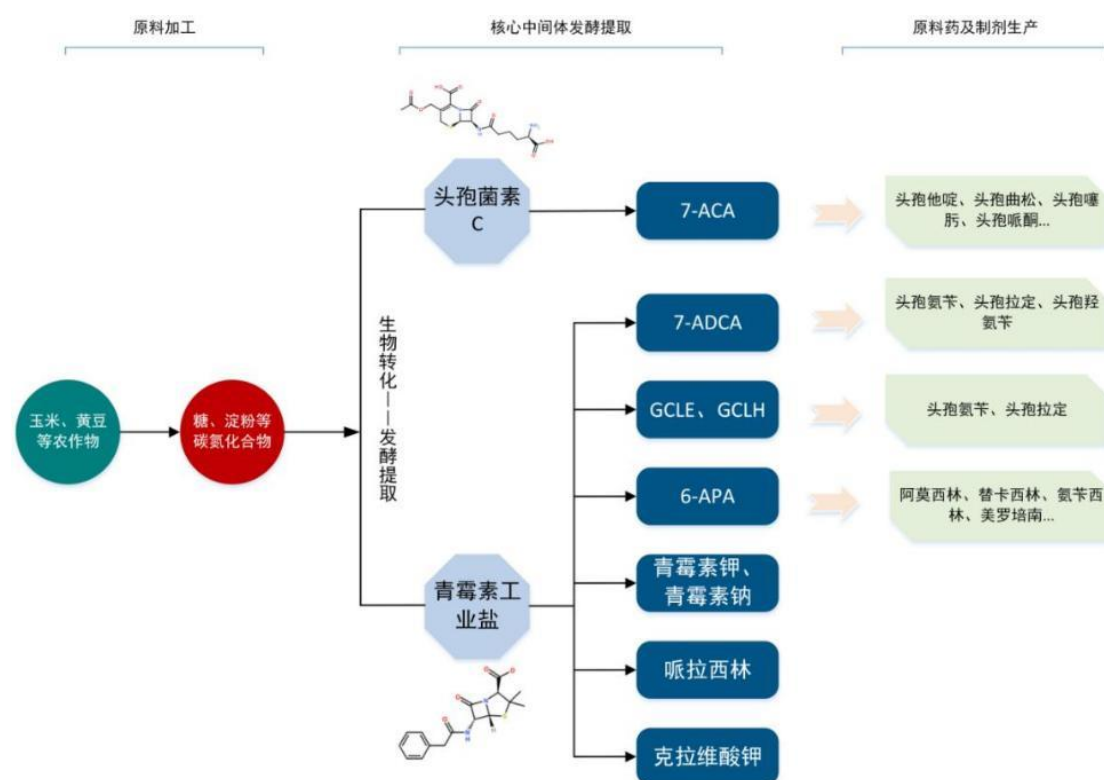 原料加工
核心中间体发酵提取
原料药及制剂生产
头孢菌素
C
7-ACA
头孢他啶、头孢曲松、头孢噻
肟、头孢哌酮...
生物转化——发酵提取
7-ADCA
头孢氨苄、头孢拉定、头孢羟
氨苄
玉米、黄豆
等农作物
糖、淀粉等
碳氮化合物
GCLE、GCLH
头孢氨苄、头孢拉定
6-APA
阿莫西林、替卡西林、氨苄西
林、美罗培南...
青霉素工
业盐
青霉素钾、
青霉素钠
哌拉西林
克拉维酸钾